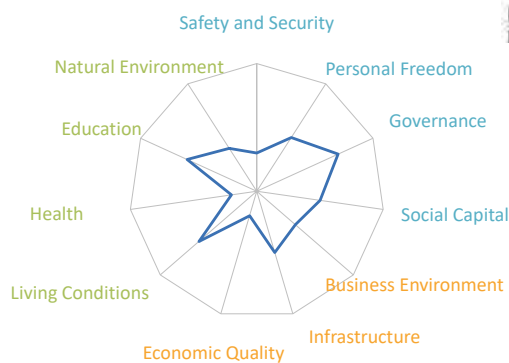 Safety and Security
Natural Environment
Personal Freedom
Education
Governance
Health
Social Capital
Living Conditions
Business Environment
Infrastructure
Economic Quality